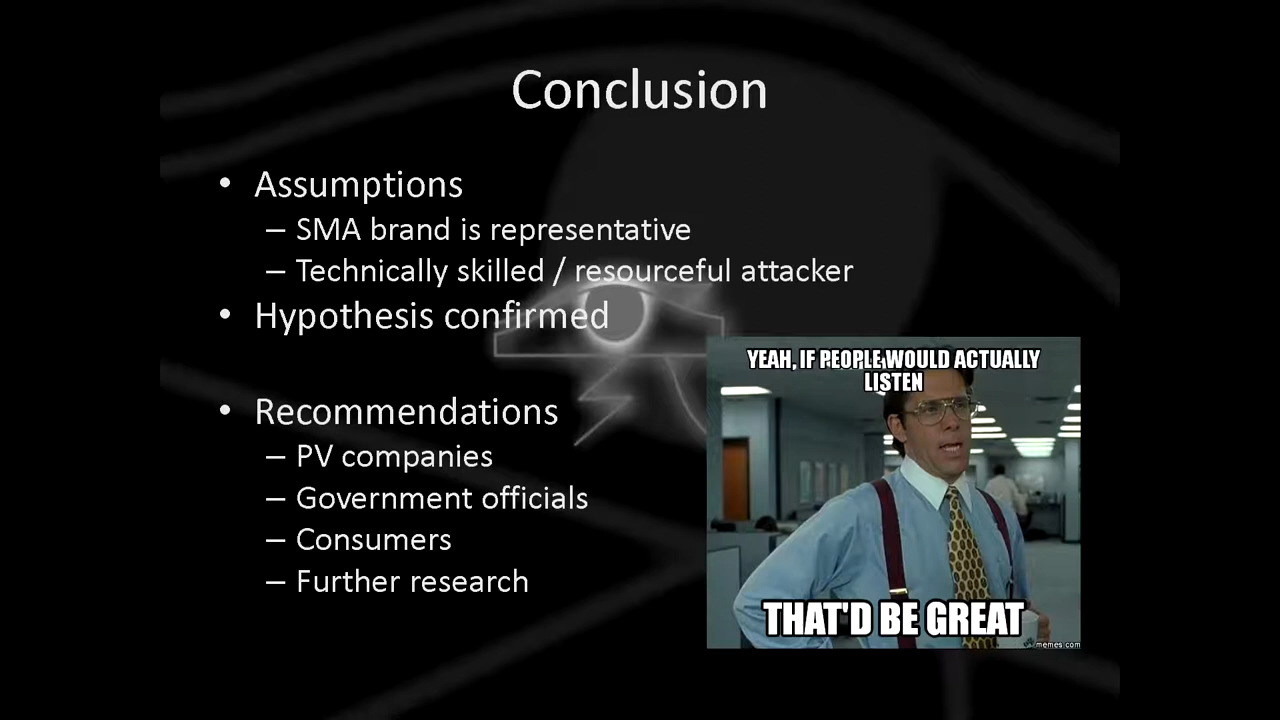 Conclusion
• Assumptions
– SMA brand is representative
– Technically skilled / resourceful attacker
• Hypothesis confirmed
• Recommendations
– PV companies
– Government officials
– Consumers
– Further research
YEAH, IF PEOPLE WOULD ACTUALLY
LISTEN
THAT'D BE GREAT
memes.com